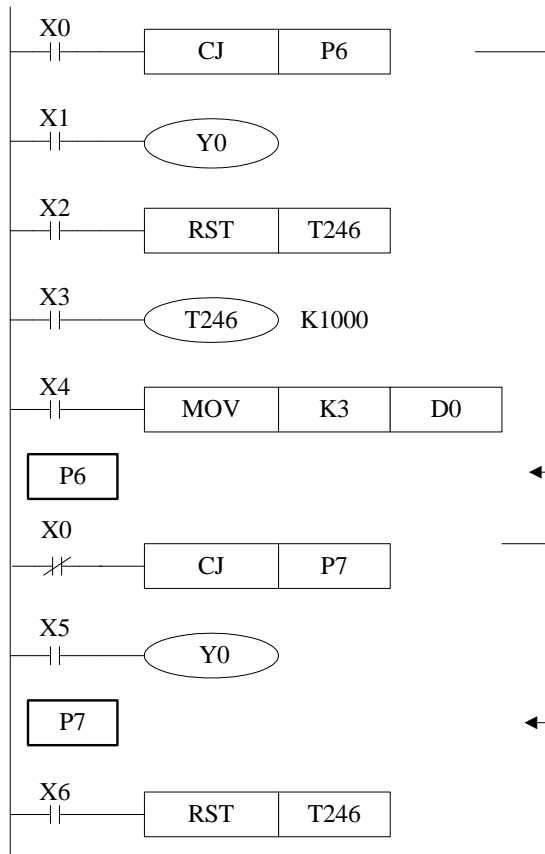 X0
CJ P6
X1
Y0
X2
RST T246
X3
T246 K1000
X4
MOV K3 D0
P6
X0
CJ P7
X5
Y0
P7
X6
RST T246